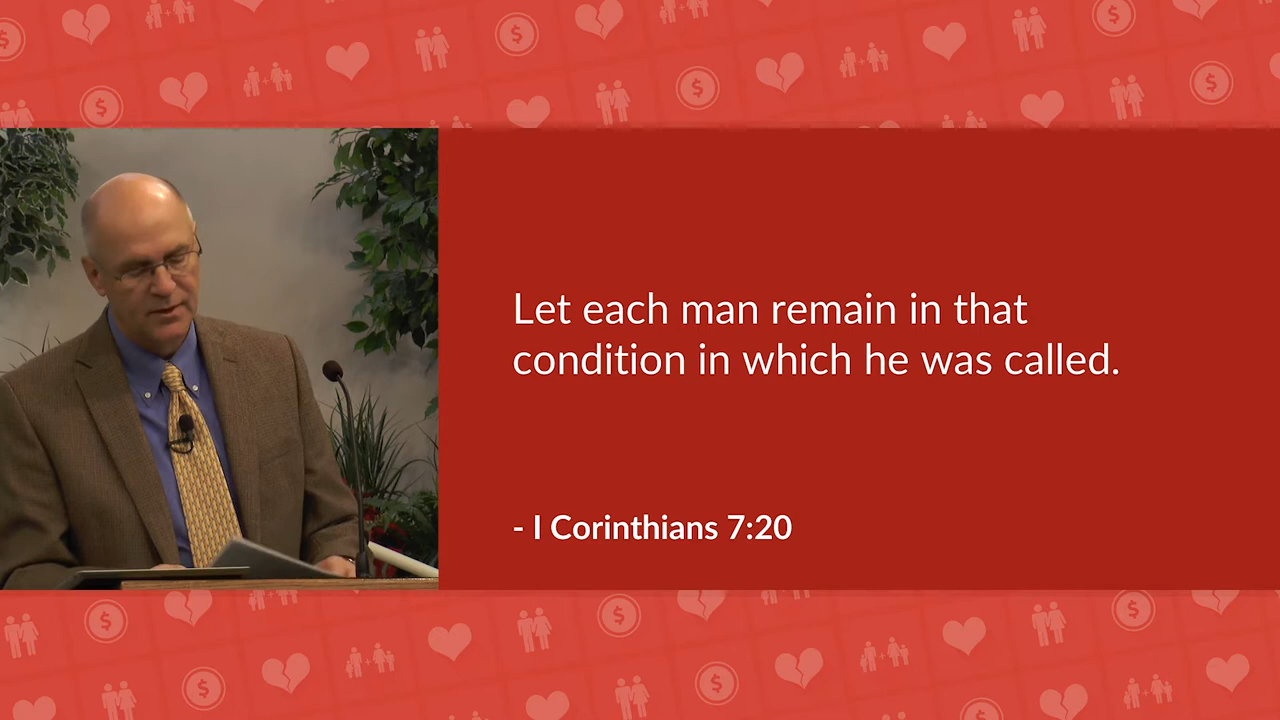 Let each man remain in that
condition in which he was called.
- I Corinthians 7:20